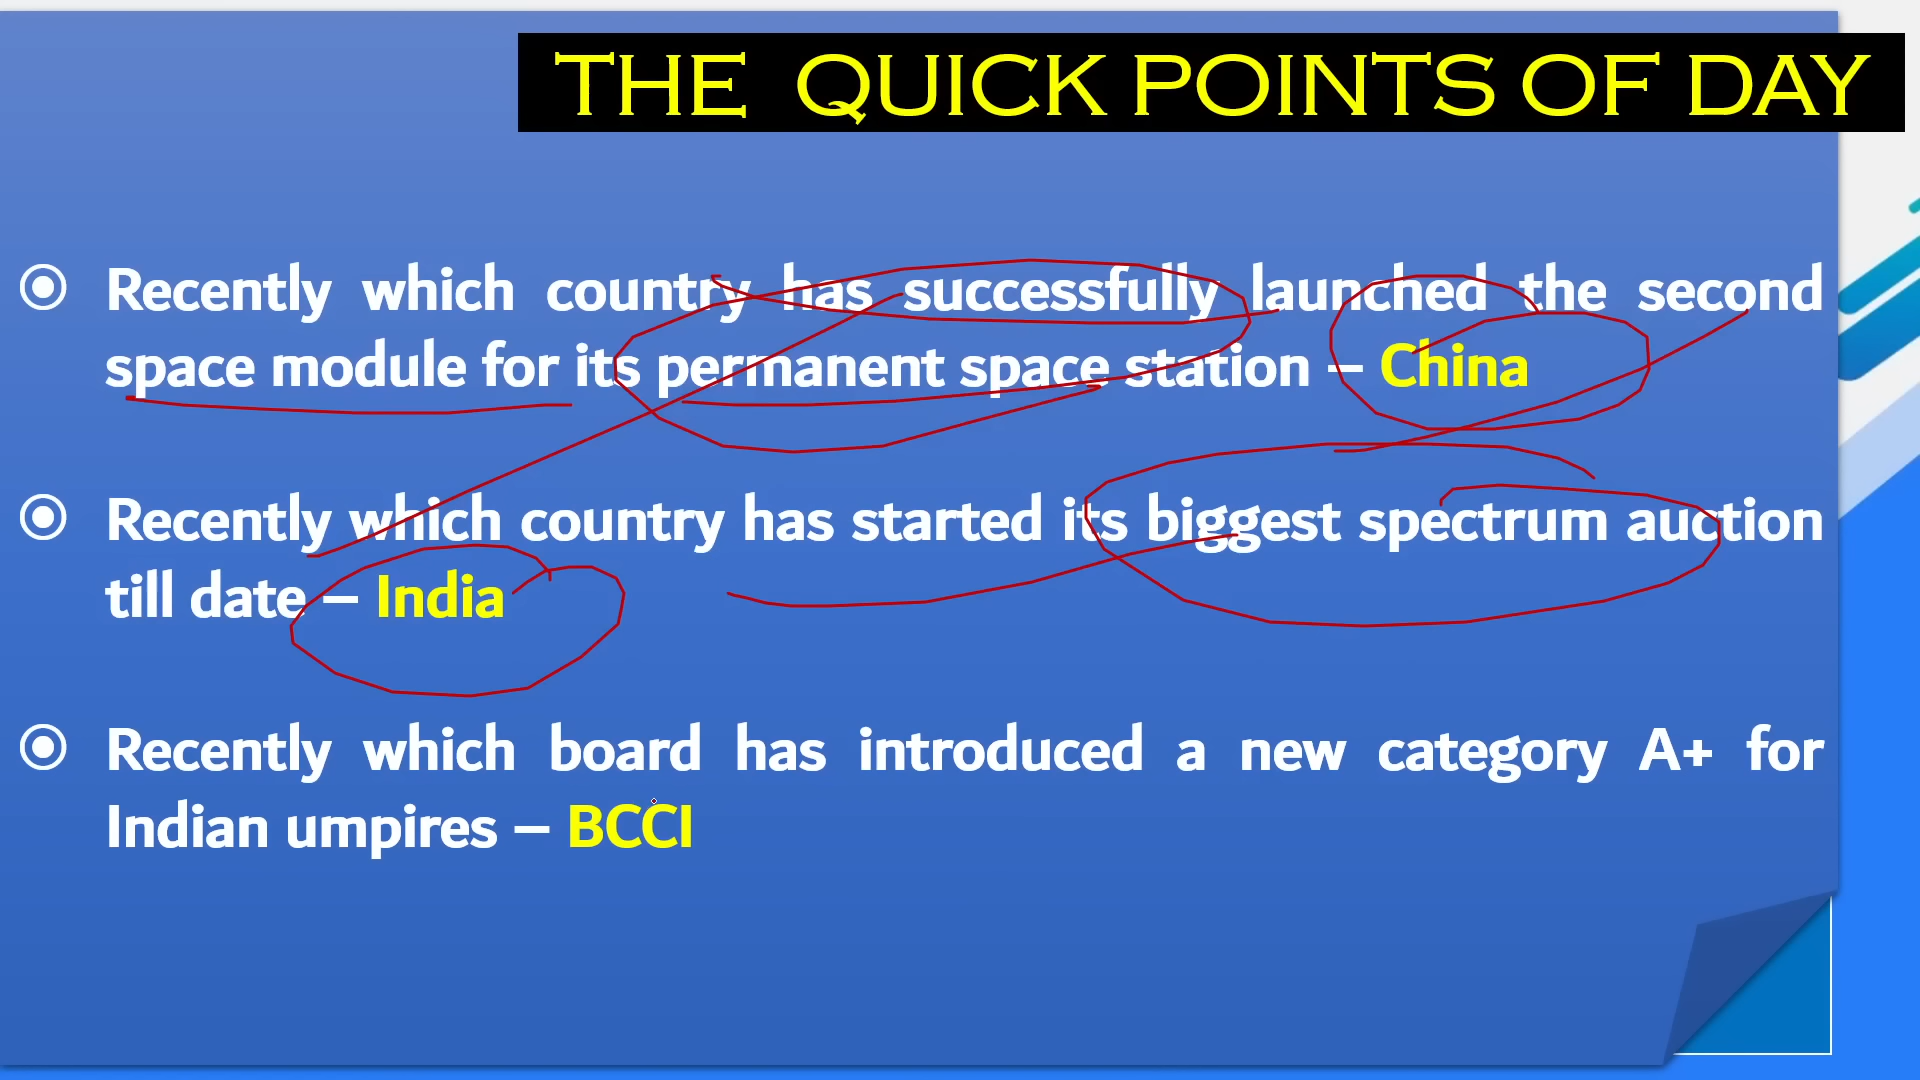 THE QUICK POINTS OF DAY
Recently which country has successfully launched the second
space module for its permanent space station – China
Recently which country has started its biggest spectrum auction
till date – India
Recently which board has introduced a new category A+ for
Indian umpires – BCCI